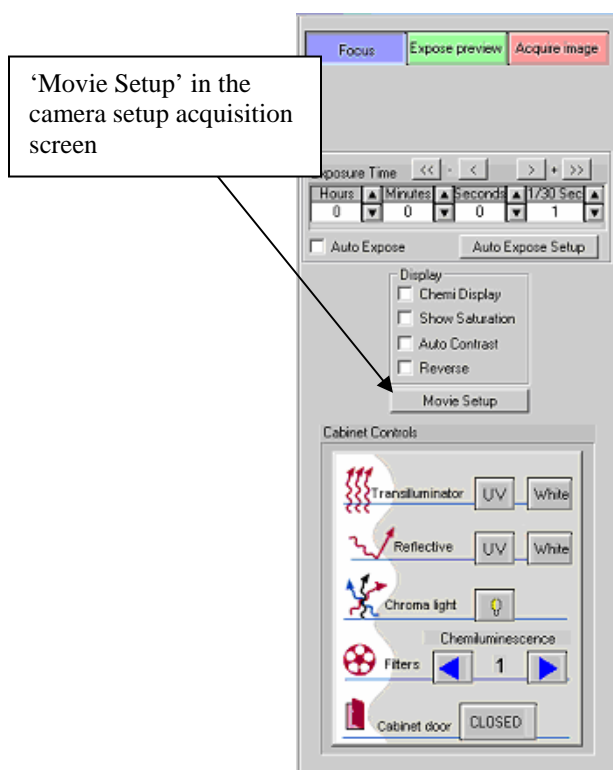 Focus Expose preview Acquire image
‘Movie Setup’ in the
camera setup acquisition
screen
Exposure Time << - < > + >>
Hours Minutes Seconds 1/30 Sec
0 0 0 1
Auto Expose Auto Expose Setup
Display
Chemi Display
Show Saturation
Auto Contrast
Reverse
Movie Setup
Cabinet Controls
Transilluminator UV White
Reflective UV White
Chroma light
Chemiluminescence
Filters 1
Cabinet door CLOSED